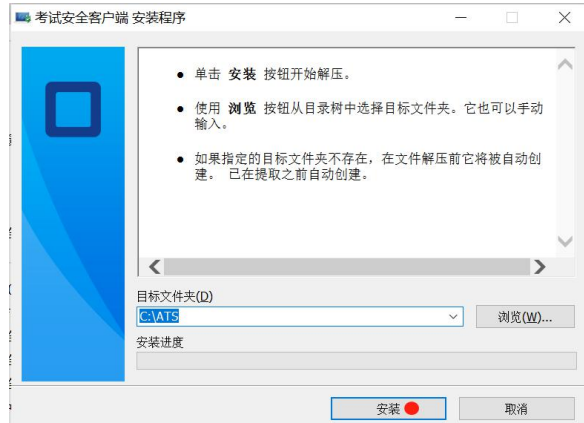 考试安全客户端 安装程序
● 单击 安装 按钮开始解压。
● 使用 浏览 按钮从目录树中选择目标文件夹。它也可以手动
输入。
● 如果指定的目标文件夹不存在，在文件解压前它将被自动创
建。 已在提取之前自动创建。
目标文件夹(D)
C:\ATS
浏览(W)...
安装进度
安装
取消